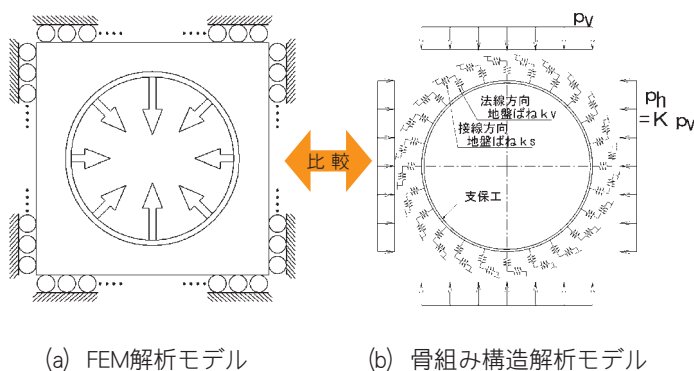 pv
法線方向
地盤ばねkv
接線方向
地盤ばねks
ph
=K pv
比較
支保工
(a) FEM解析モデル
(b) 骨組み構造解析モデル